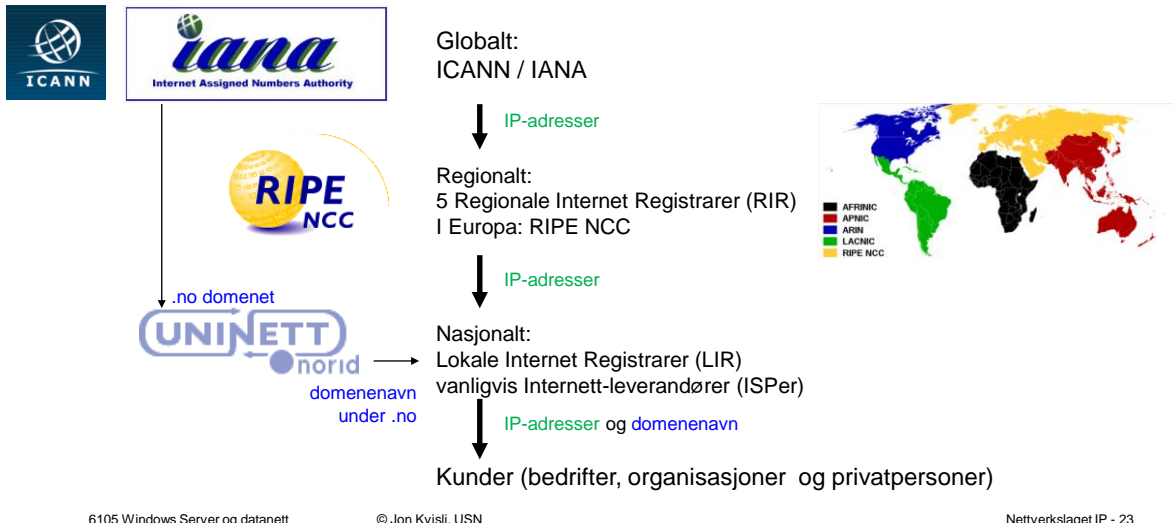 ICANN
iana
Internet Assigned Numbers Authority
Globalt:
ICANN / IANA
IP-adresser
RIPE
NCC
Regionalt:
5 Regionale Internet Registrarer (RIR)
I Europa: RIPE NCC
AFRINIC
APNIC
ARIN
LACNIC
RIPE NCC
IP-adresser
.no domenet
UNINETT
norid
Nasjonalt:
Lokale Internet Registrarer (LIR)
vanligvis Internett-leverandører (ISPer)
domenenavn
under .no
IP-adresser og domenenavn
Kunder (bedrifter, organisasjoner og privatpersoner)
6105 Windows Server og datanett
© Jon Kvisli, USN
Nettverkslaget IP - 23